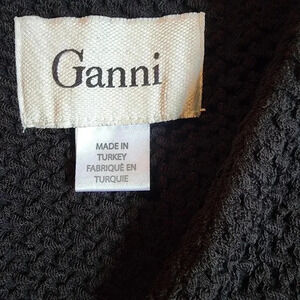 Ganni
MADE IN
TURKEY
FABRIQUÉ EN
TURQUIE